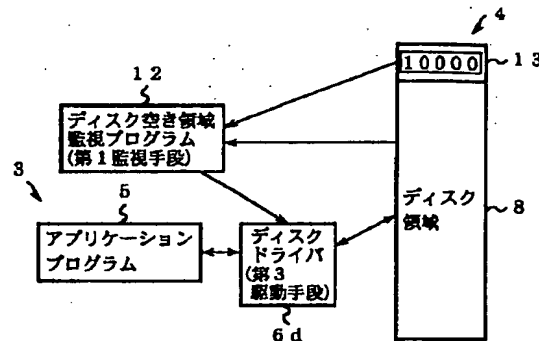 4
10000
13
12
ディスク空き領域
監視プログラム
(第1監視手段)
3
5
アプリケーション
プログラム
ディスク
ドライバ
(第3
駆動手段)
6d
ディスク
領域
8